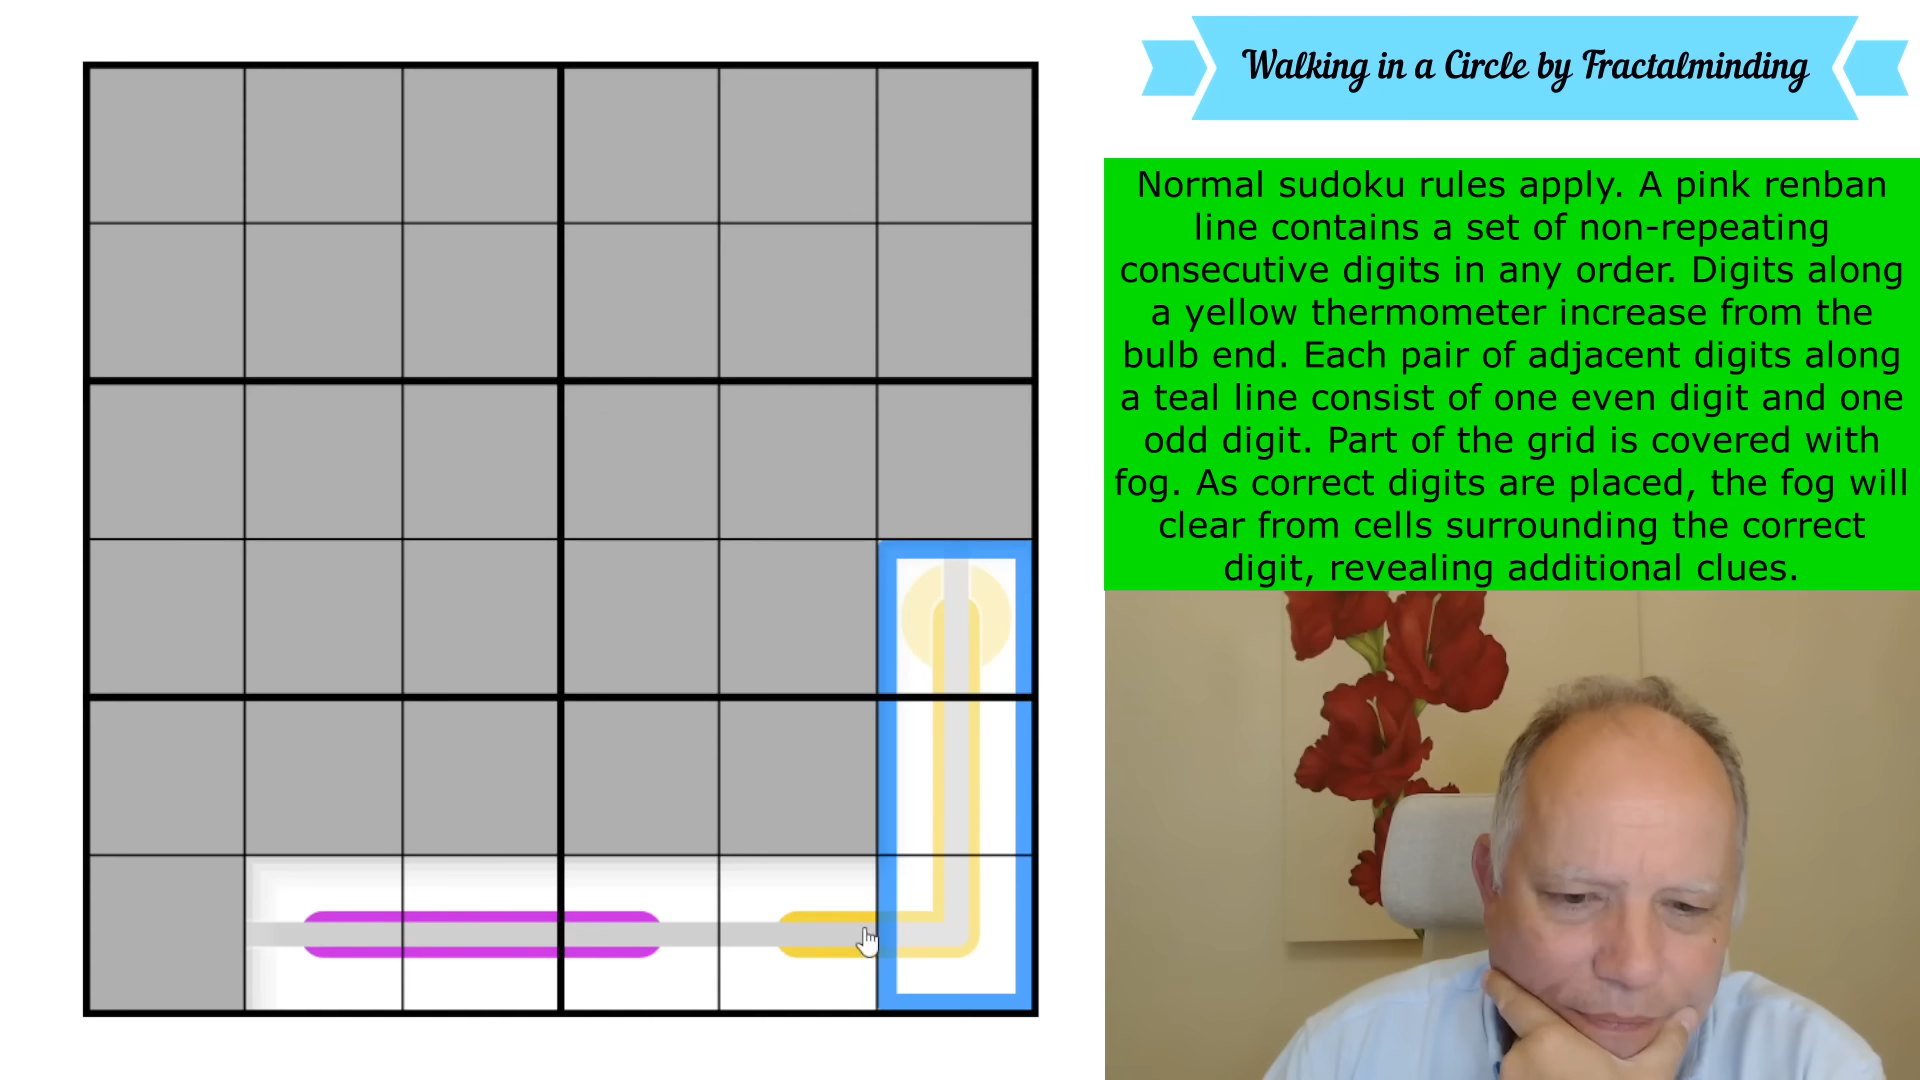 Walking in a Circle by Fractalminding
Normal sudoku rules apply. A pink renban
line contains a set of non-repeating
consecutive digits in any order. Digits along
a yellow thermometer increase from the
bulb end. Each pair of adjacent digits along
a teal line consist of one even digit and one
odd digit. Part of the grid is covered with
fog. As correct digits are placed, the fog will
clear from cells surrounding the correct
digit, revealing additional clues.